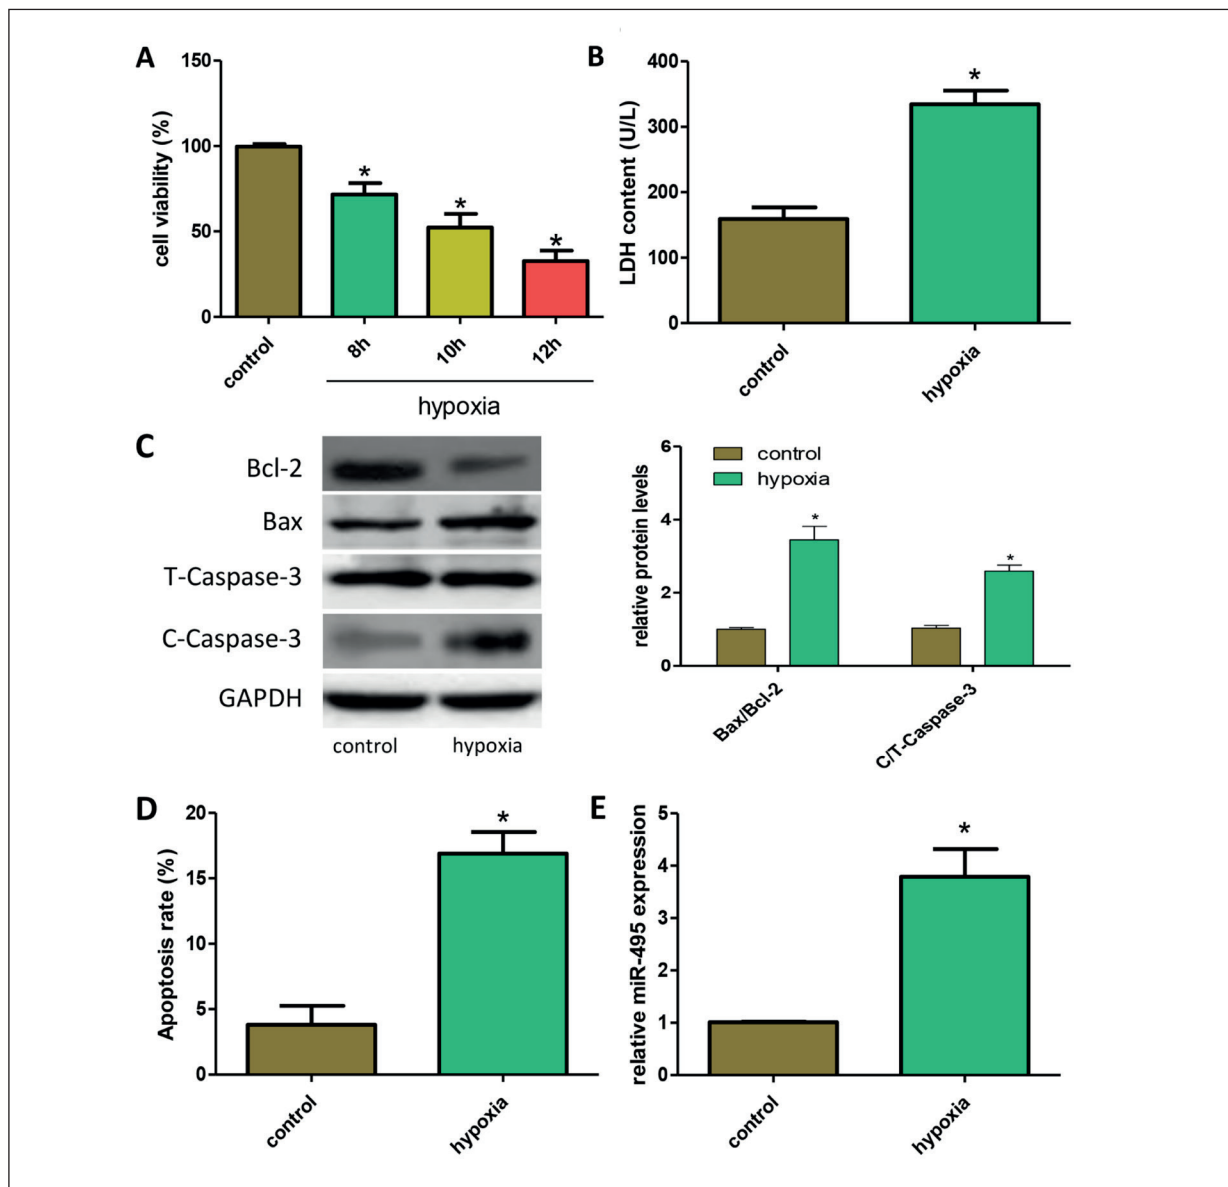 A
cell viability (%)
150
100
50
0
*
*
*
control
8h
10h
12h
hypoxia
B
LDH content (U/L)
400
300
200
100
0
*
control
hypoxia
C
Bcl-2
Bax
T-Caspase-3
C-Caspase-3
GAPDH
control
hypoxia
relative protein levels
6
4
2
0
control
hypoxia
*
*
Bax/Bcl-2
C/T-Caspase-3
D
Apoptosis rate (%)
20
15
10
5
0
*
control
hypoxia
E
relative miR-495 expression
5
4
3
2
1
0
*
control
hypoxia